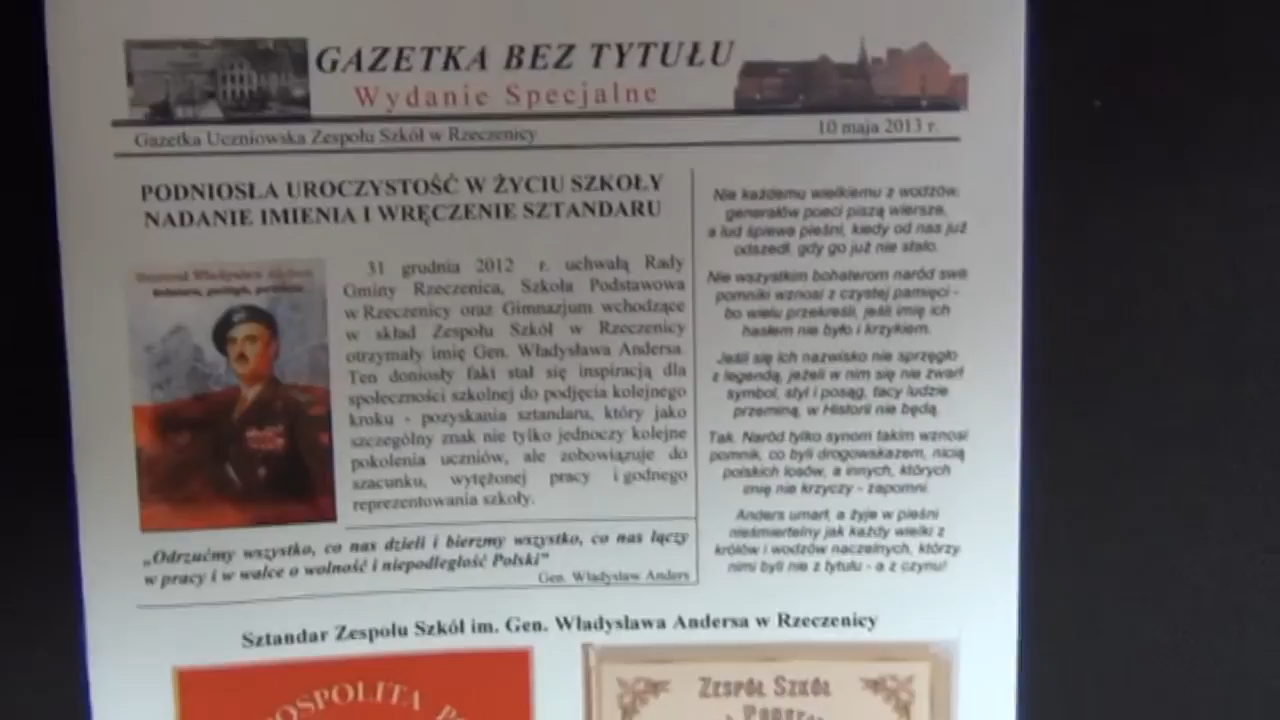 GAZETKA BEZ TYTUŁU
Wydanie Specjalne
Gazetka Uczniowska Zespołu Szkół w Rzeczenicy
10 maja 2013 r.
PODNIOSŁA UROCZYSTOŚĆ W ŻYCIU SZKOŁY
NADANIE IMIENIA I WRĘCZENIE SZTANDARU
Generał Władysław Anders
żołnierz, polityk,
31 grudnia 2012 r. uchwałą Rady
Gminy Rzeczenica, Szkoła Podstawowa
w Rzeczenicy oraz Gimnazjum wchodzące
w skład Zespołu Szkół w Rzeczenicy
otrzymały imię Gen. Władysława Andersa.
Ten doniosły fakt stał się inspiracją dla
społeczności szkolnej do podjęcia kolejnego
kroku - pozyskania sztandaru, który jako
szczególny znak nie tylko jednoczy kolejne
pokolenia uczniów, ale zobowiązuje do
szacunku, wytężonej pracy i godnego
reprezentowania szkoły.
„Odrzućmy wszystko, co nas dzieli i bierzmy wszystko, co nas łączy
w pracy i w walce o wolność i niepodległość Polski"
Gen. Władysław Anders
Nie każdemu wielkiemu z wodzów,
generałów poeci piszą wiersze,
a lud śpiewa pieśni, kiedy od nas już
odszedł, gdy go już nie stało.
Nie wszystkim bohaterom naród swe
pomniki wznosi z czystej pamięci -
bo wielu przekreśli, jeśli imię ich
hasłem nie było i krzykiem.
Jeśli się ich nazwisko nie sprzęgło
z legendą, jeżeli w nim się nie zwarł
symbol, styl i posąg, tacy ludzie
przeminą, w Historii nie będą.
Tak. Naród tylko synom takim wznosi
pomnik, co byli drogowskazem, nicią
polskich losów, a innych, których
imię nie krzyczy - zapomni.
Anders umarł, a żyje w pieśni
nieśmiertelny jak każdy wielki z
królów i wodzów naczelnych, którzy
nimi byli nie z tytułu - a z czynu!
Sztandar Zespołu Szkół im. Gen. Władysława Andersa w Rzeczenicy
OSPOLITA
ZESPÓŁ SZKÓŁ